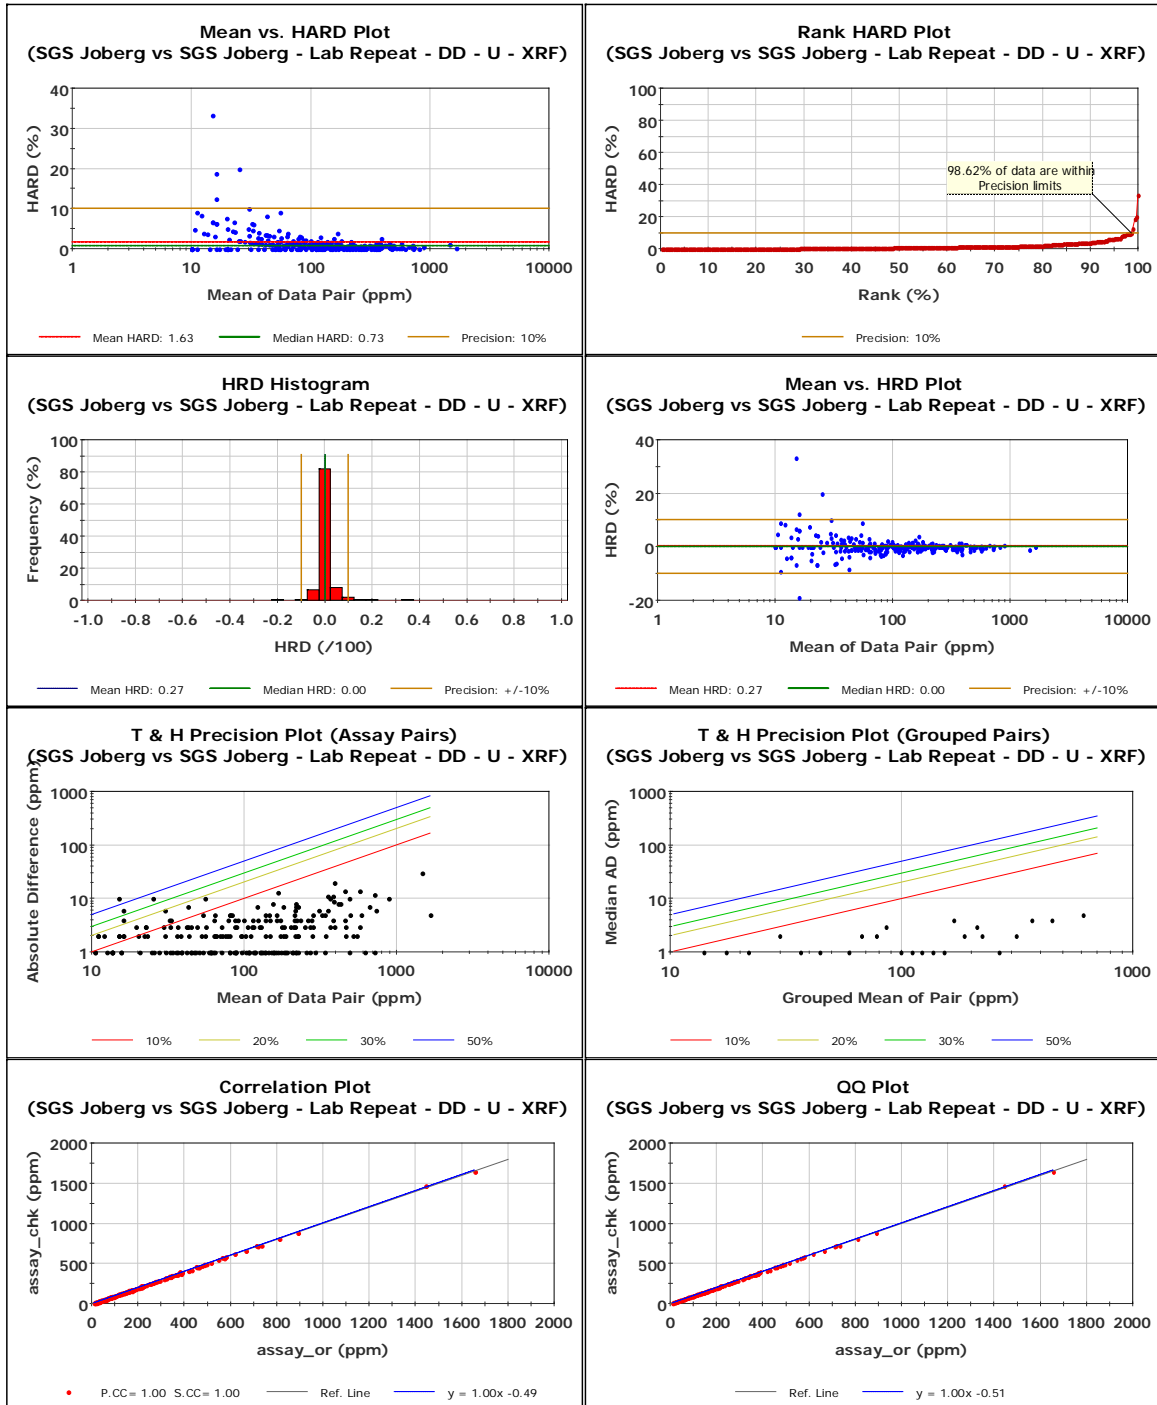 Mean vs. HARD Plot
(SGS Joberg vs SGS Joberg - Lab Repeat - DD - U - XRF)
HARD (%)
40
30
20
10
0
1 10 100 1000 10000
Mean of Data Pair (ppm)
Mean HARD: 1.63 Median HARD: 0.73 Precision: 10%
Rank HARD Plot
(SGS Joberg vs SGS Joberg - Lab Repeat - DD - U - XRF)
HARD (%)
100
80
60
40
20
0
98.62% of data are within
Precision limits
0 10 20 30 40 50 60 70 80 90 100
Rank (%)
Precision: 10%
HRD Histogram
(SGS Joberg vs SGS Joberg - Lab Repeat - DD - U - XRF)
Frequency (%)
100
80
60
40
20
0
-1.0 -0.8 -0.6 -0.4 -0.2 0.0 0.2 0.4 0.6 0.8 1.0
HRD (/100)
Mean HRD: 0.27 Median HRD: 0.00 Precision: +/-10%
Mean vs. HRD Plot
(SGS Joberg vs SGS Joberg - Lab Repeat - DD - U - XRF)
HRD (%)
40
20
0
-20
1 10 100 1000 10000
Mean of Data Pair (ppm)
Mean HRD: 0.27 Median HRD: 0.00 Precision: +/-10%
T & H Precision Plot (Assay Pairs)
(SGS Joberg vs SGS Joberg - Lab Repeat - DD - U - XRF)
Absolute Difference (ppm)
1000
100
10
1
10 100 1000 10000
Mean of Data Pair (ppm)
10% 20% 30% 50%
T & H Precision Plot (Grouped Pairs)
(SGS Joberg vs SGS Joberg - Lab Repeat - DD - U - XRF)
Median AD (ppm)
1000
100
10
1
10 100 1000
Grouped Mean of Pair (ppm)
10% 20% 30% 50%
Correlation Plot
(SGS Joberg vs SGS Joberg - Lab Repeat - DD - U - XRF)
assay_chk (ppm)
2000
1500
1000
500
0
0 200 400 600 800 1000 1200 1400 1600 1800 2000
assay_or (ppm)
P.CC= 1.00 S.CC= 1.00 Ref. Line y = 1.00x -0.49
QQ Plot
(SGS Joberg vs SGS Joberg - Lab Repeat - DD - U - XRF)
assay_chk (ppm)
2000
1500
1000
500
0
0 200 400 600 800 1000 1200 1400 1600 1800 2000
assay_or (ppm)
Ref. Line y = 1.00x -0.51